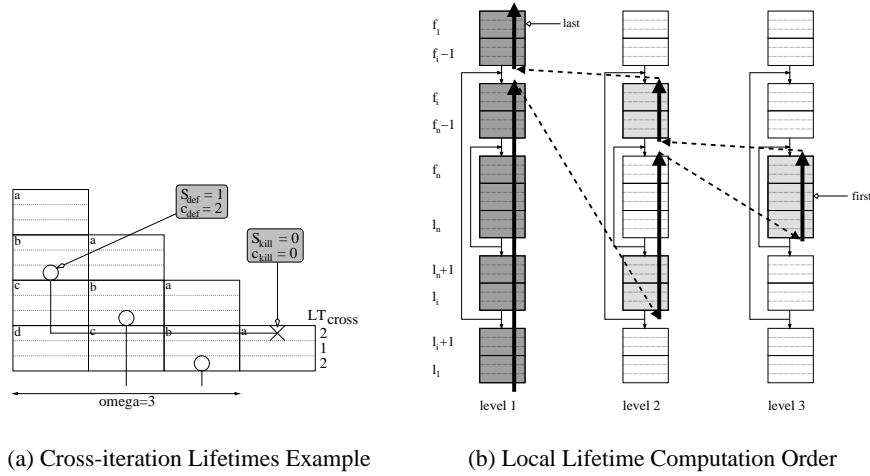 a
S_def = 1
c_def = 2
b a
S_kill = 0
c_kill = 0
c b a
LT_cross
d c b a
2
1
2
omega=3
(a) Cross-iteration Lifetimes Example
f_1
last
f_i−1
f_i
f_n−1
f_n
first
l_n
l_n+1
l_i
l_i+1
l_1
level 1 level 2 level 3
(b) Local Lifetime Computation Order